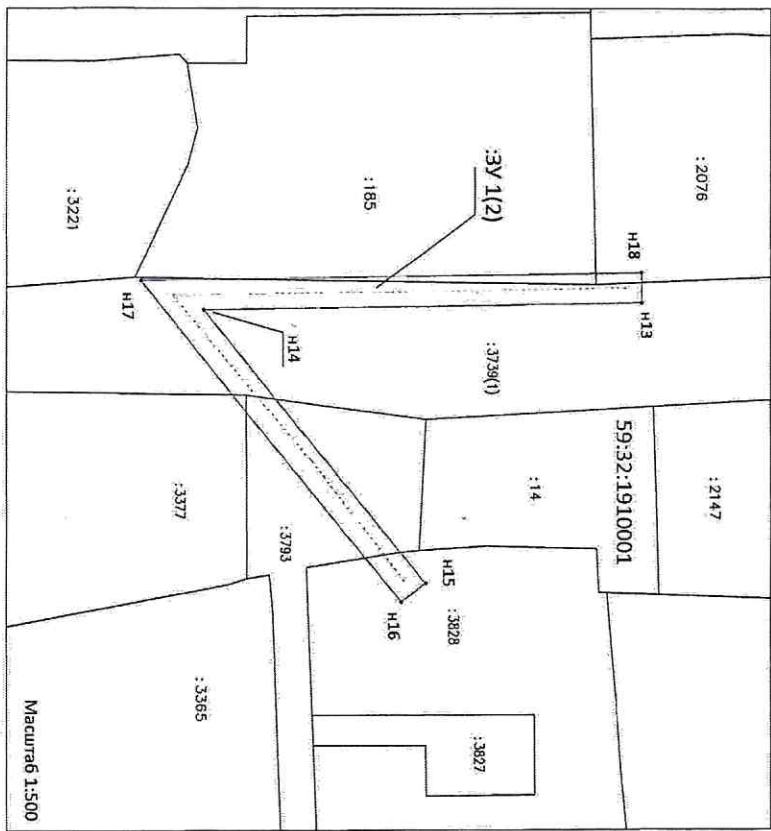 :2076
н18
н13
:ЗУ 1(2)
:185
:3221
н17
н14
:3739(1)
59:32:1910001
:2147
:14
:3377
:3793
н15
н16
:3828
:3827
:3365
Масштаб 1:500